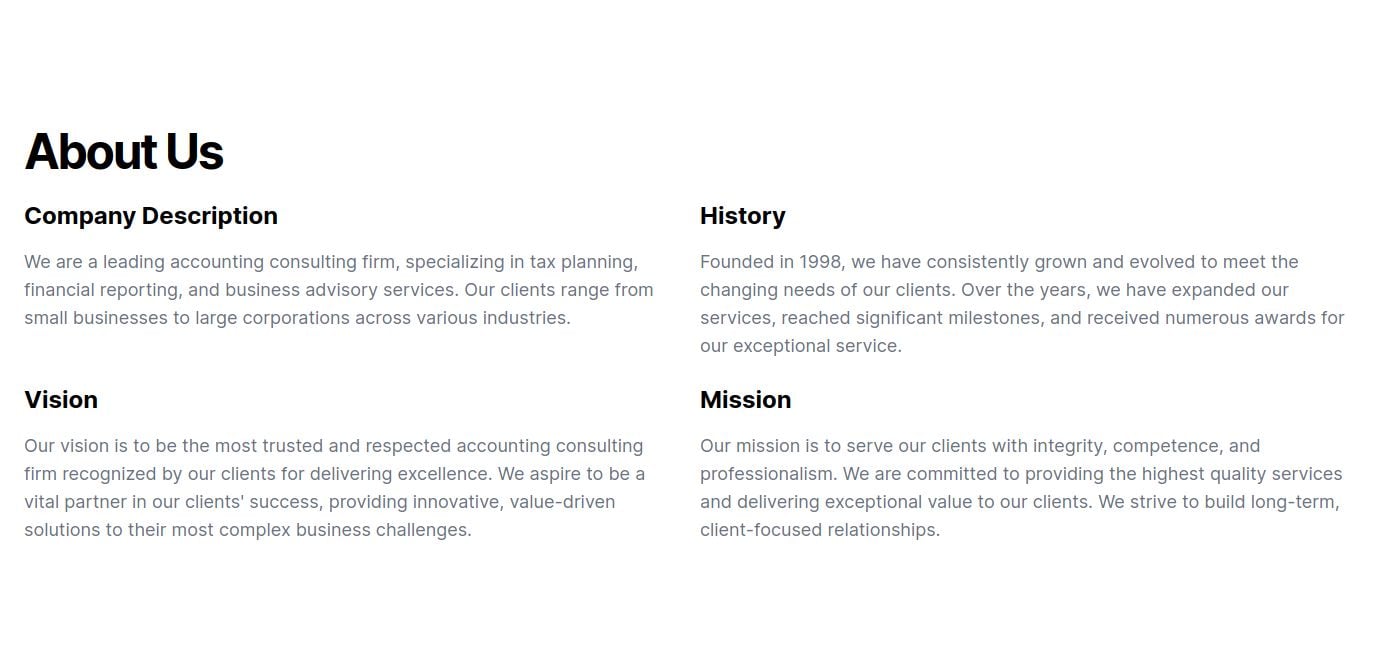 About Us
Company Description
We are a leading accounting consulting firm, specializing in tax planning,
financial reporting, and business advisory services. Our clients range from
small businesses to large corporations across various industries.
History
Founded in 1998, we have consistently grown and evolved to meet the
changing needs of our clients. Over the years, we have expanded our
services, reached significant milestones, and received numerous awards for
our exceptional service.
Vision
Our vision is to be the most trusted and respected accounting consulting
firm recognized by our clients for delivering excellence. We aspire to be a
vital partner in our clients' success, providing innovative, value-driven
solutions to their most complex business challenges.
Mission
Our mission is to serve our clients with integrity, competence, and
professionalism. We are committed to providing the highest quality services
and delivering exceptional value to our clients. We strive to build long-term,
client-focused relationships.